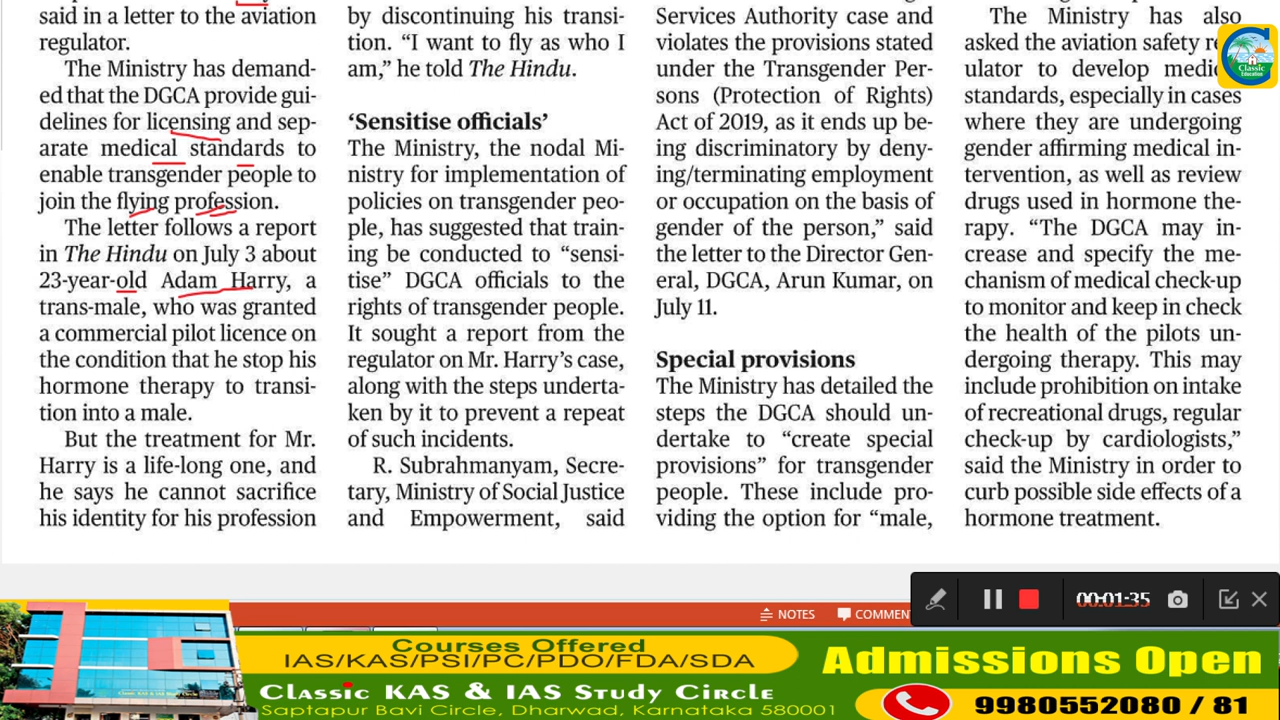 said in a letter to the aviation
regulator.
The Ministry has demand-
ed that the DGCA provide gui-
delines for licensing and sep-
arate medical standards to
enable transgender people to
join the flying profession.
The letter follows a report
in The Hindu on July 3 about
23-year-old Adam Harry, a
trans-male, who was granted
a commercial pilot licence on
the condition that he stop his
hormone therapy to transi-
tion into a male.
But the treatment for Mr.
Harry is a life-long one, and
he says he cannot sacrifice
his identity for his profession
by discontinuing his transi-
tion. “I want to fly as who I
am,” he told The Hindu.
‘Sensitise officials’
The Ministry, the nodal Mi-
nistry for implementation of
policies on transgender peo-
ple, has suggested that train-
ing be conducted to “sensi-
tise” DGCA officials to the
rights of transgender people.
It sought a report from the
regulator on Mr. Harry’s case,
along with the steps underta-
ken by it to prevent a repeat
of such incidents.
R. Subrahmanyam, Secre-
tary, Ministry of Social Justice
and Empowerment, said
Services Authority case and
violates the provisions stated
under the Transgender Per-
sons (Protection of Rights)
Act of 2019, as it ends up be-
ing discriminatory by deny-
ing/terminating employment
or occupation on the basis of
gender of the person,” said
the letter to the Director Gen-
eral, DGCA, Arun Kumar, on
July 11.
Special provisions
The Ministry has detailed the
steps the DGCA should un-
dertake to “create special
provisions” for transgender
people. These include pro-
viding the option for “male,
The Ministry has also
asked the aviation safety
ulator to develop
standards, especially in cases
where they are undergoing
gender affirming medical in-
tervention, as well as review
drugs used in hormone the-
rapy. “The DGCA may in-
crease and specify the me-
chanism of medical check-up
to monitor and keep in check
the health of the pilots un-
dergoing therapy. This may
include prohibition on intake
of recreational drugs, regular
check-up by cardiologists,”
said the Ministry in order to
curb possible side effects of a
hormone treatment.
Classic
Education
00:01:35
NOTES
Courses Offered
IAS/KAS/PSI/PC/PDO/FDA/SDA
Classic KAS & IAS Study Circle
Saptapur Bavi Circle, Dharwad, Karnataka 580001
Admissions Open
9980552080 / 81